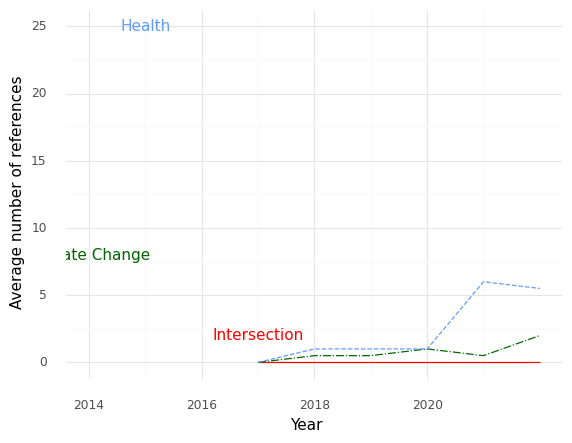 25
Health
20
15
10
ate Change
5
Intersection
0
2014 2016 2018 2020
Year
Average number of references